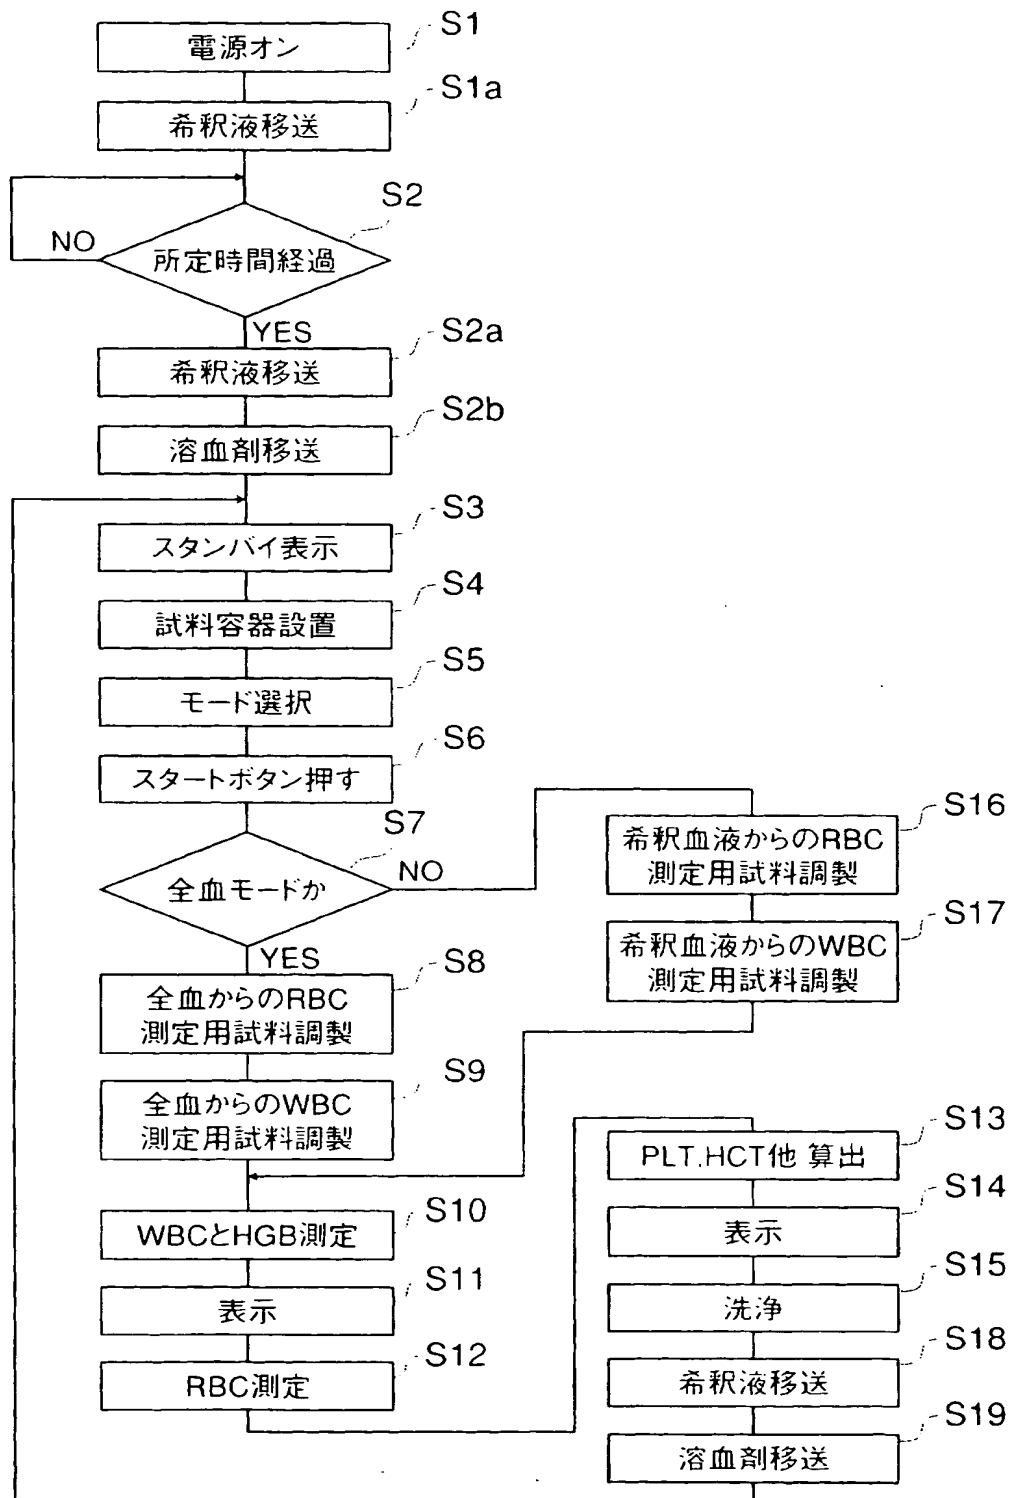 S1
電源オン
S1a
希釈液移送
S2
NO
所定時間経過
YES
S2a
希釈液移送
S2b
溶血剤移送
S3
スタンバイ表示
S4
試料容器設置
S5
モード選択
S6
スタートボタン押す
S7
全血モードか
NO
YES
S8
全血からのRBC
測定用試料調製
S9
全血からのWBC
測定用試料調製
S16
希釈血液からのRBC
測定用試料調製
S17
希釈血液からのWBC
測定用試料調製
S10
WBCとHGB測定
S11
表示
S12
RBC測定
S13
PLT.HCT他 算出
S14
表示
S15
洗浄
S18
希釈液移送
S19
溶血剤移送